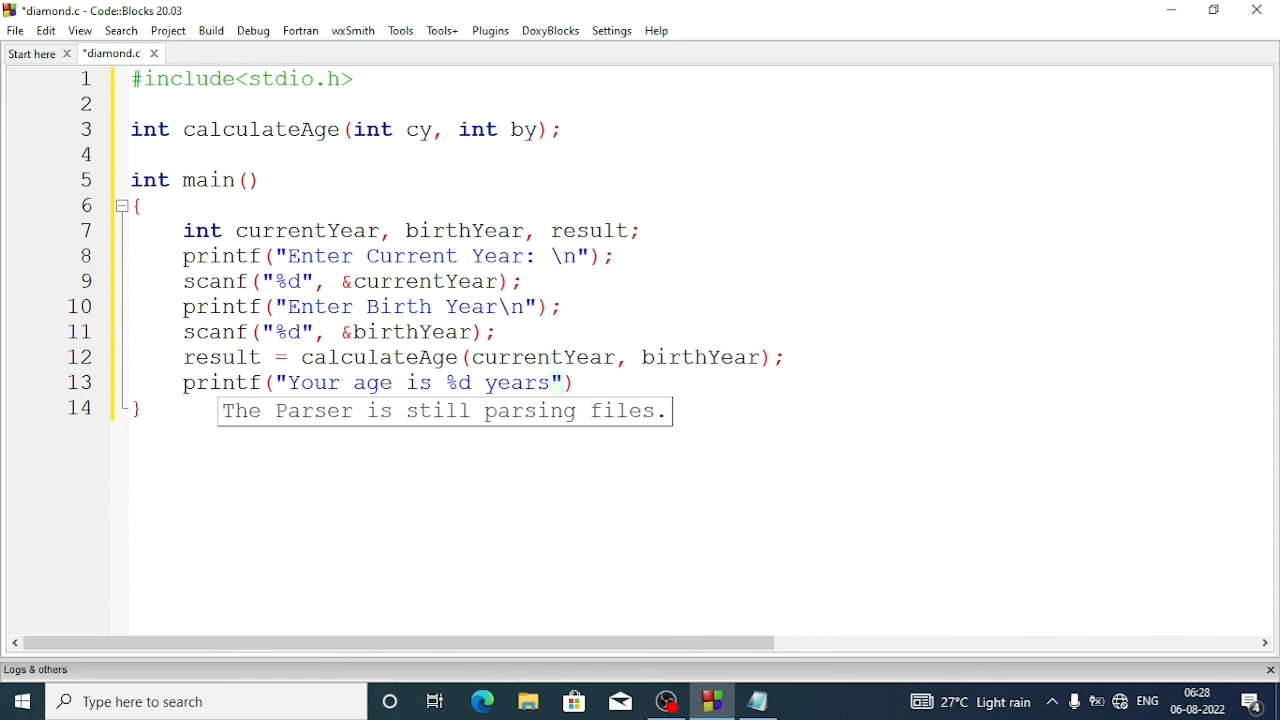 *diamond.c - Code::Blocks 20.03
File Edit View Search Project Build Debug Fortran wxSmith Tools Tools+ Plugins DoxyBlocks Settings Help
Start here *diamond.c
1 #include<stdio.h>
2
3 int calculateAge(int cy, int by);
4
5 int main()
6 {
7 int currentYear, birthYear, result;
8 printf("Enter Current Year: \n");
9 scanf("%d", &currentYear);
10 printf("Enter Birth Year\n");
11 scanf("%d", &birthYear);
12 result = calculateAge(currentYear, birthYear);
13 printf("Your age is %d years")
14 }
The Parser is still parsing files.
Logs & others
Type here to search
27°C Light rain
ENG
06:28
06-08-2022
4